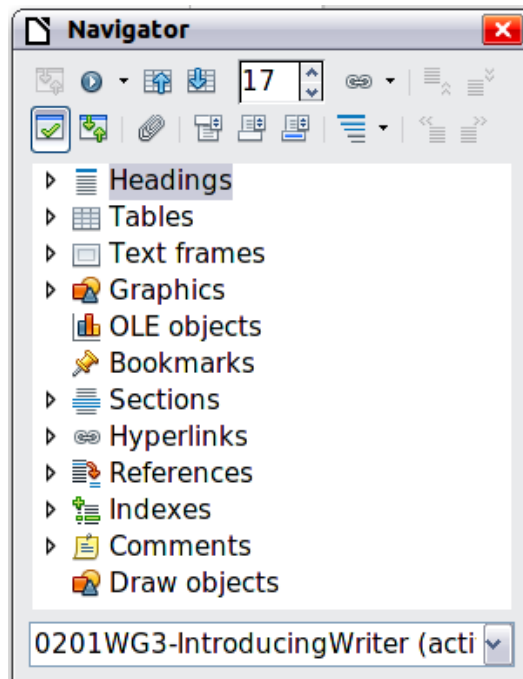 Navigator
17
Headings
Tables
Text frames
Graphics
OLE objects
Bookmarks
Sections
Hyperlinks
References
Indexes
Comments
Draw objects
0201WG3-IntroducingWriter (acti